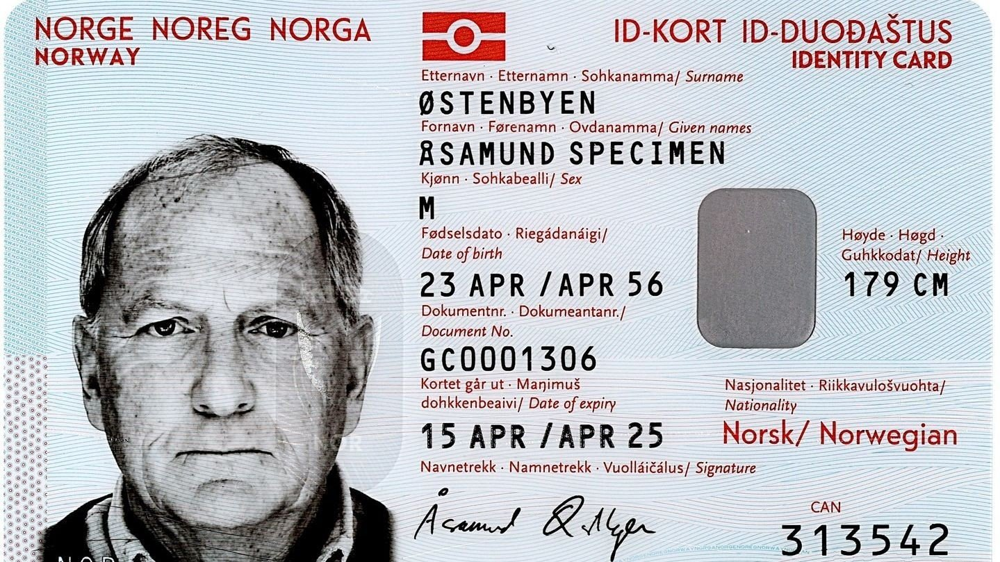 NORGE NOREG NORGA
NORWAY
ID-KORT ID-DUOĐAŠTUS
IDENTITY CARD
Etternavn · Etternamn · Sohkanamma/ Surname
ØSTENBYEN
Fornavn · Førenamn · Ovdanamma/ Given names
ÅSAMUND SPECIMEN
Kjønn · Sohkabealli/ Sex
M
Fødselsdato · Riegádanáigi/
Date of birth
23 APR /APR 56
Høyde · Høgd ·
Guhkkodat/ Height
179 CM
Dokumentnr. · Dokumeantanr./
Document No.
GC0001306
Kortet går ut · Maŋimuš
dohkkenbeaivi/ Date of expiry
15 APR /APR 25
Nasjonalitet · Riikkavulošvuohta/
Nationality
Norsk/ Norwegian
Navnetrekk · Namnetrekk · Vuolláičálus/ Signature
Åsamund Østbyen
CAN
313542
NOR
NOR